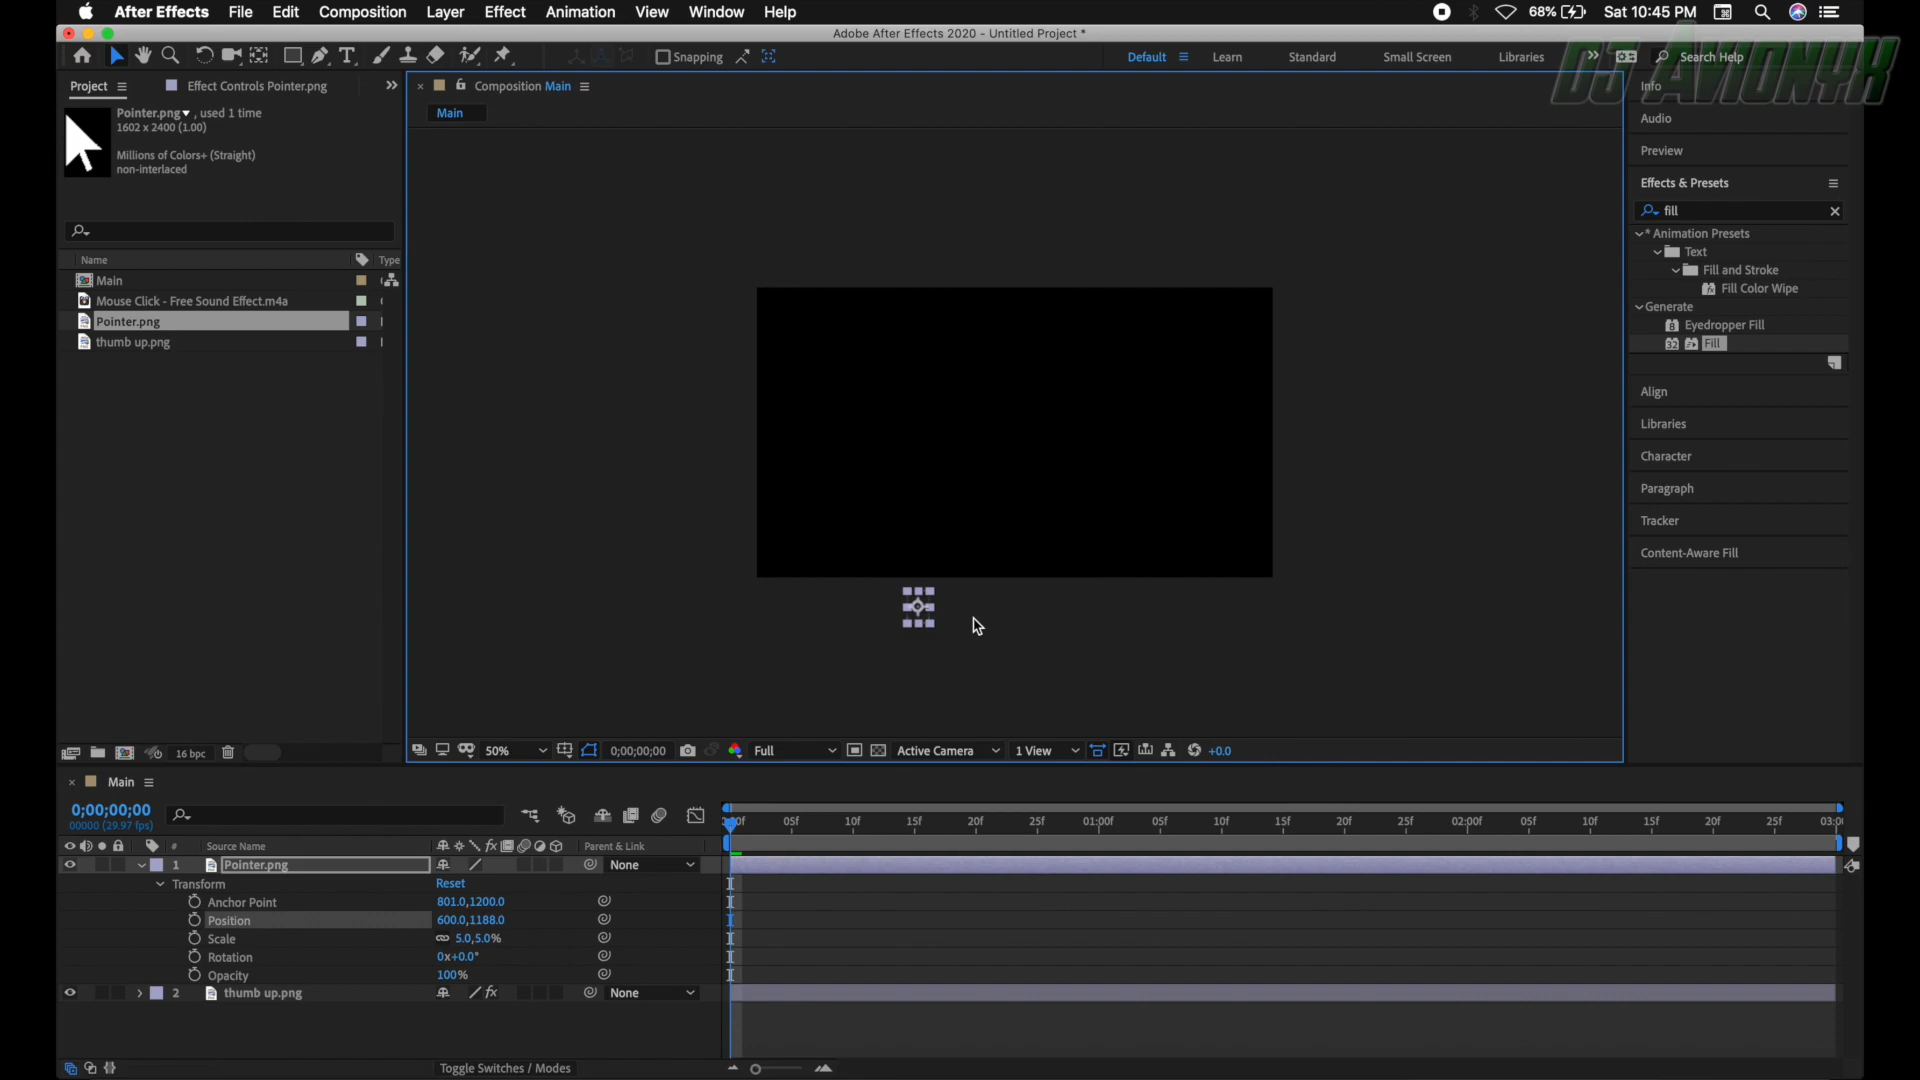 After Effects File Edit Composition Layer Effect Animation View Window Help 68% Sat 10:45 PM
Adobe After Effects 2020 - Untitled Project *
Snapping Default Learn Standard Small Screen Libraries Search Help
DJ AVIONYX
Project Effect Controls Pointer.png
Composition Main
Main
Pointer.png , used 1 time
1602 x 2400 (1.00)
Millions of Colors+ (Straight)
non-interlaced
Name Type
Main
Mouse Click - Free Sound Effect.m4a
Pointer.png
thumb up.png
16 bpc
50% 0;00;00;00 Full Active Camera 1 View +0.0
Info
Audio
Preview
Effects & Presets
fill
* Animation Presets
Text
Fill and Stroke
Fill Color Wipe
Generate
Eyedropper Fill
Fill
Align
Libraries
Character
Paragraph
Tracker
Content-Aware Fill
Main
0;00;00;00
00000 (29.97 fps)
05f 10f 15f 20f 25f 01:00f 05f 10f 15f 20f 25f 02:00f 05f 10f 15f 20f 25f
# Source Name Parent & Link
1 Pointer.png None
Transform Reset
Anchor Point 801.0,1200.0
Position 600.0,1188.0
Scale 5.0,5.0%
Rotation 0x+0.0°
Opacity 100%
2 thumb up.png None
Toggle Switches / Modes